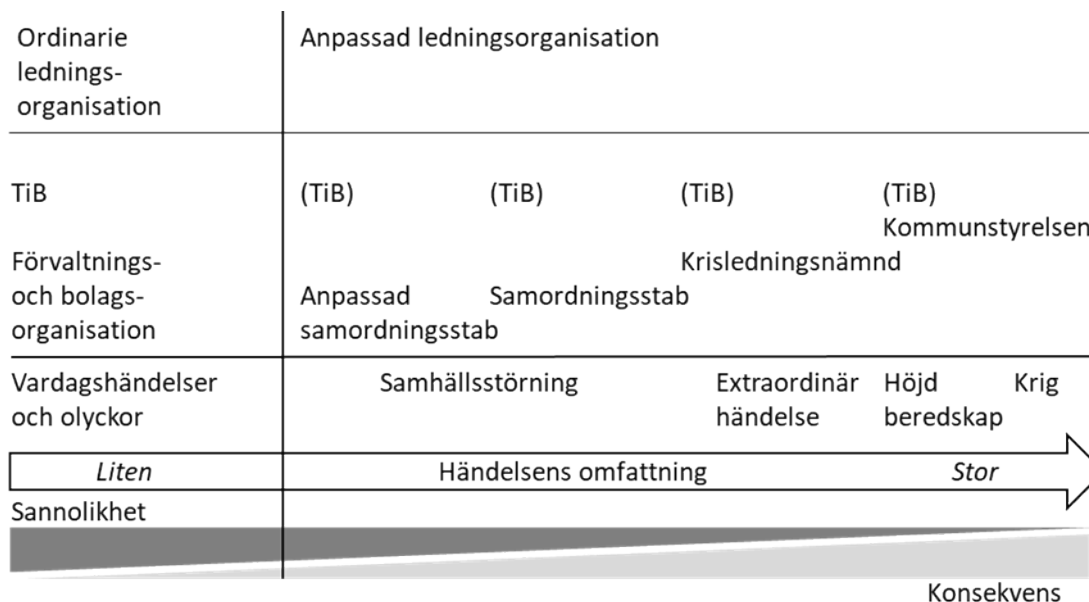 Ordinarie
lednings-
organisation
Anpassad ledningsorganisation
TiB
(TiB)
(TiB)
(TiB)
(TiB)
Kommunstyrelsen
Förvaltnings-
och bolags-
organisation
Krisledningsnämnd
Anpassad
samordningsstab
Samordningsstab
Vardagshändelser
och olyckor
Samhällsstörning
Extraordinär
händelse
Höjd
beredskap
Krig
Liten
Händelsens omfattning
Stor
Sannolikhet
Konsekvens